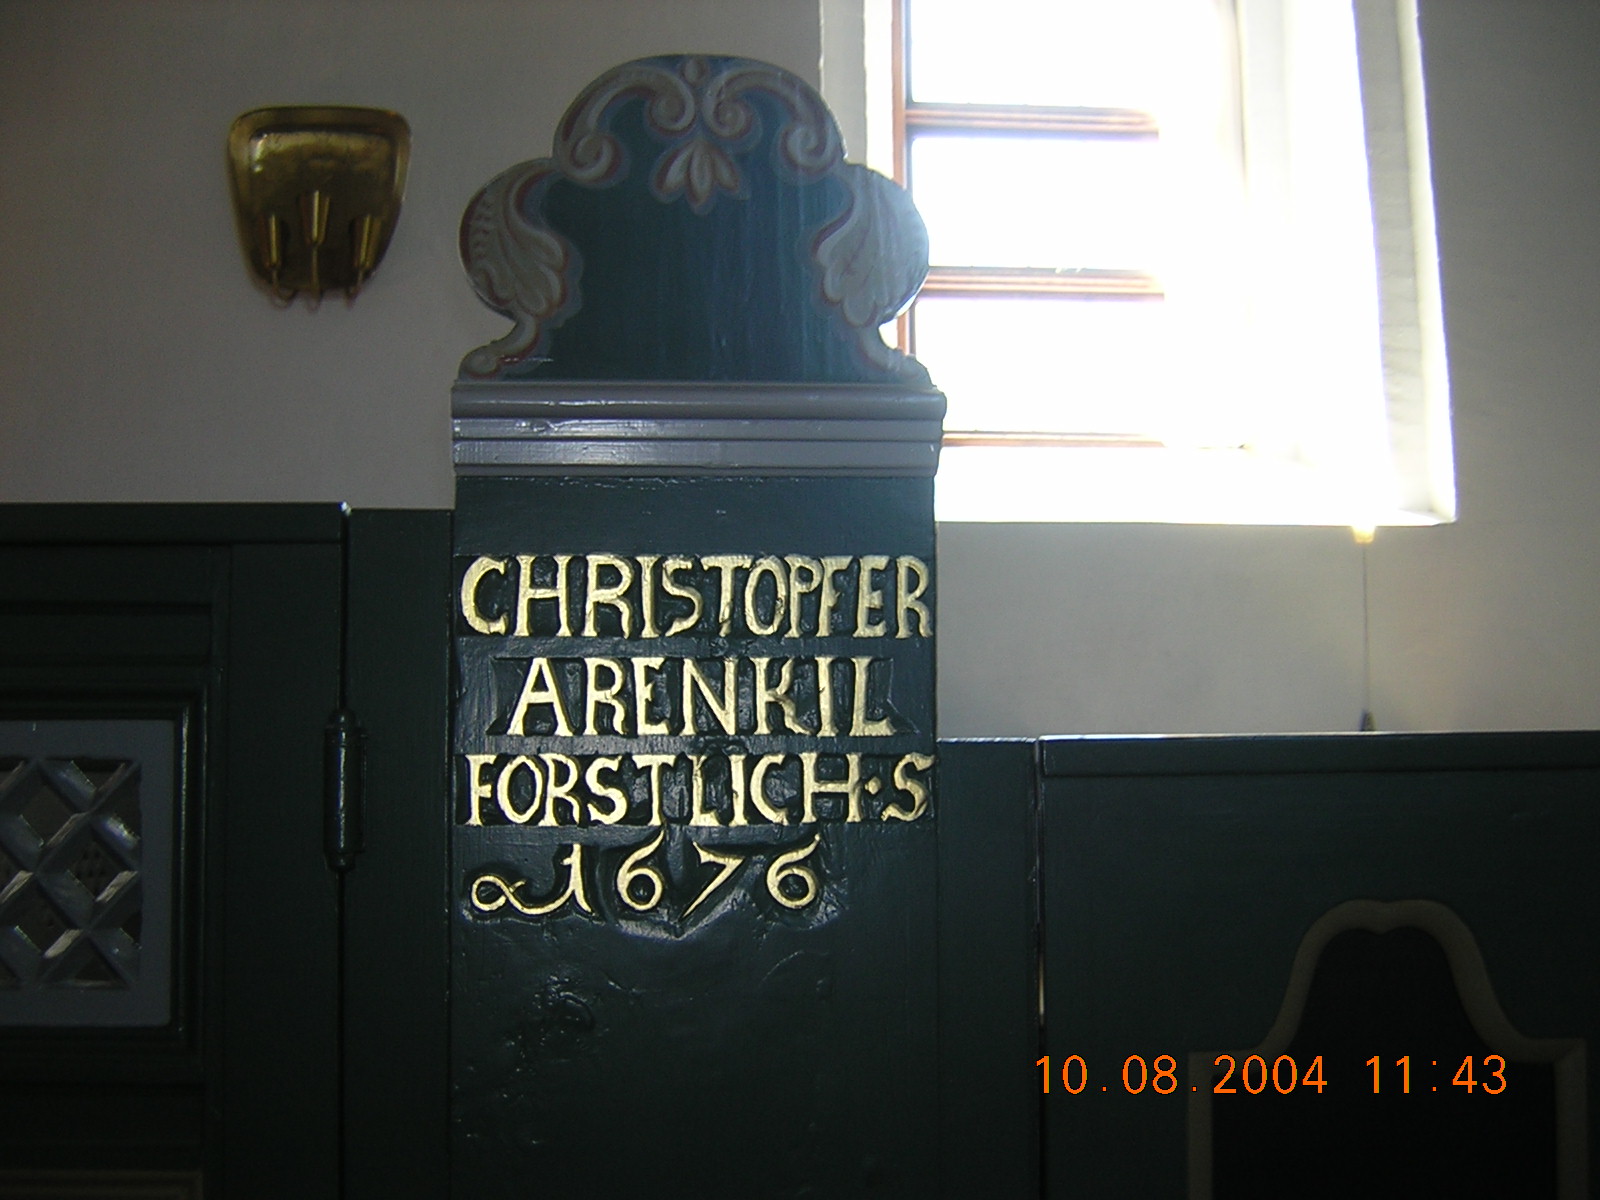 CHRISTOPFER
ARENKIL
FORSTLICH·S
1676
10.08.2004 11:43